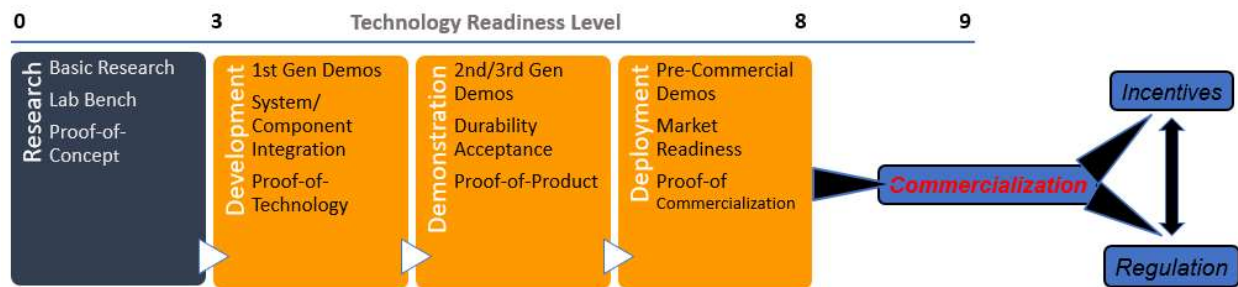 0 3 Technology Readiness Level 8 9
Research
Basic Research
Lab Bench
Proof-of-
Concept
Development
1st Gen Demos
System/
Component
Integration
Proof-of-
Technology
Demonstration
2nd/3rd Gen
Demos
Durability
Acceptance
Proof-of-Product
Deployment
Pre-Commercial
Demos
Market
Readiness
Proof-of
Commercialization
Commercialization
Incentives
Regulation